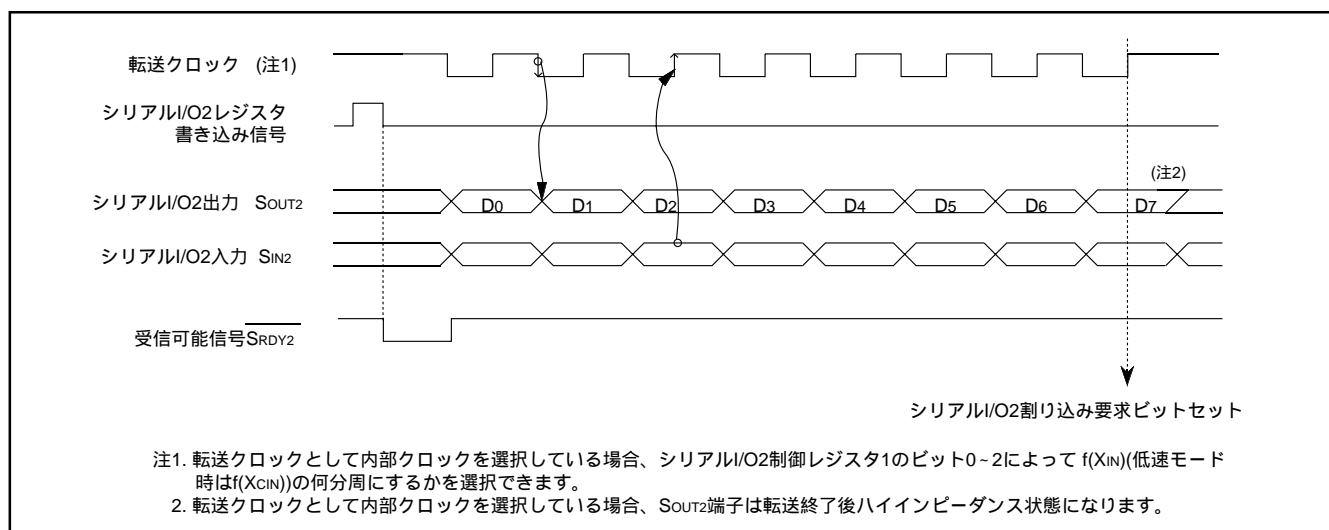 転送クロック (注1)
シリアルI/O2レジスタ
書き込み信号
(注2)
シリアルI/O2出力 SOUT2
D0 D1 D2 D3 D4 D5 D6 D7
シリアルI/O2入力 SIN2
受信可能信号SRDY2
シリアルI/O2割り込み要求ビットセット
注1. 転送クロックとして内部クロックを選択している場合、シリアルI/O2制御レジスタ1のビット0~2によって f(XIN)(低速モード
時はf(XCIN))の何分周にするかを選択できます。
2. 転送クロックとして内部クロックを選択している場合、SOUT2端子は転送終了後ハイインピーダンス状態になります。